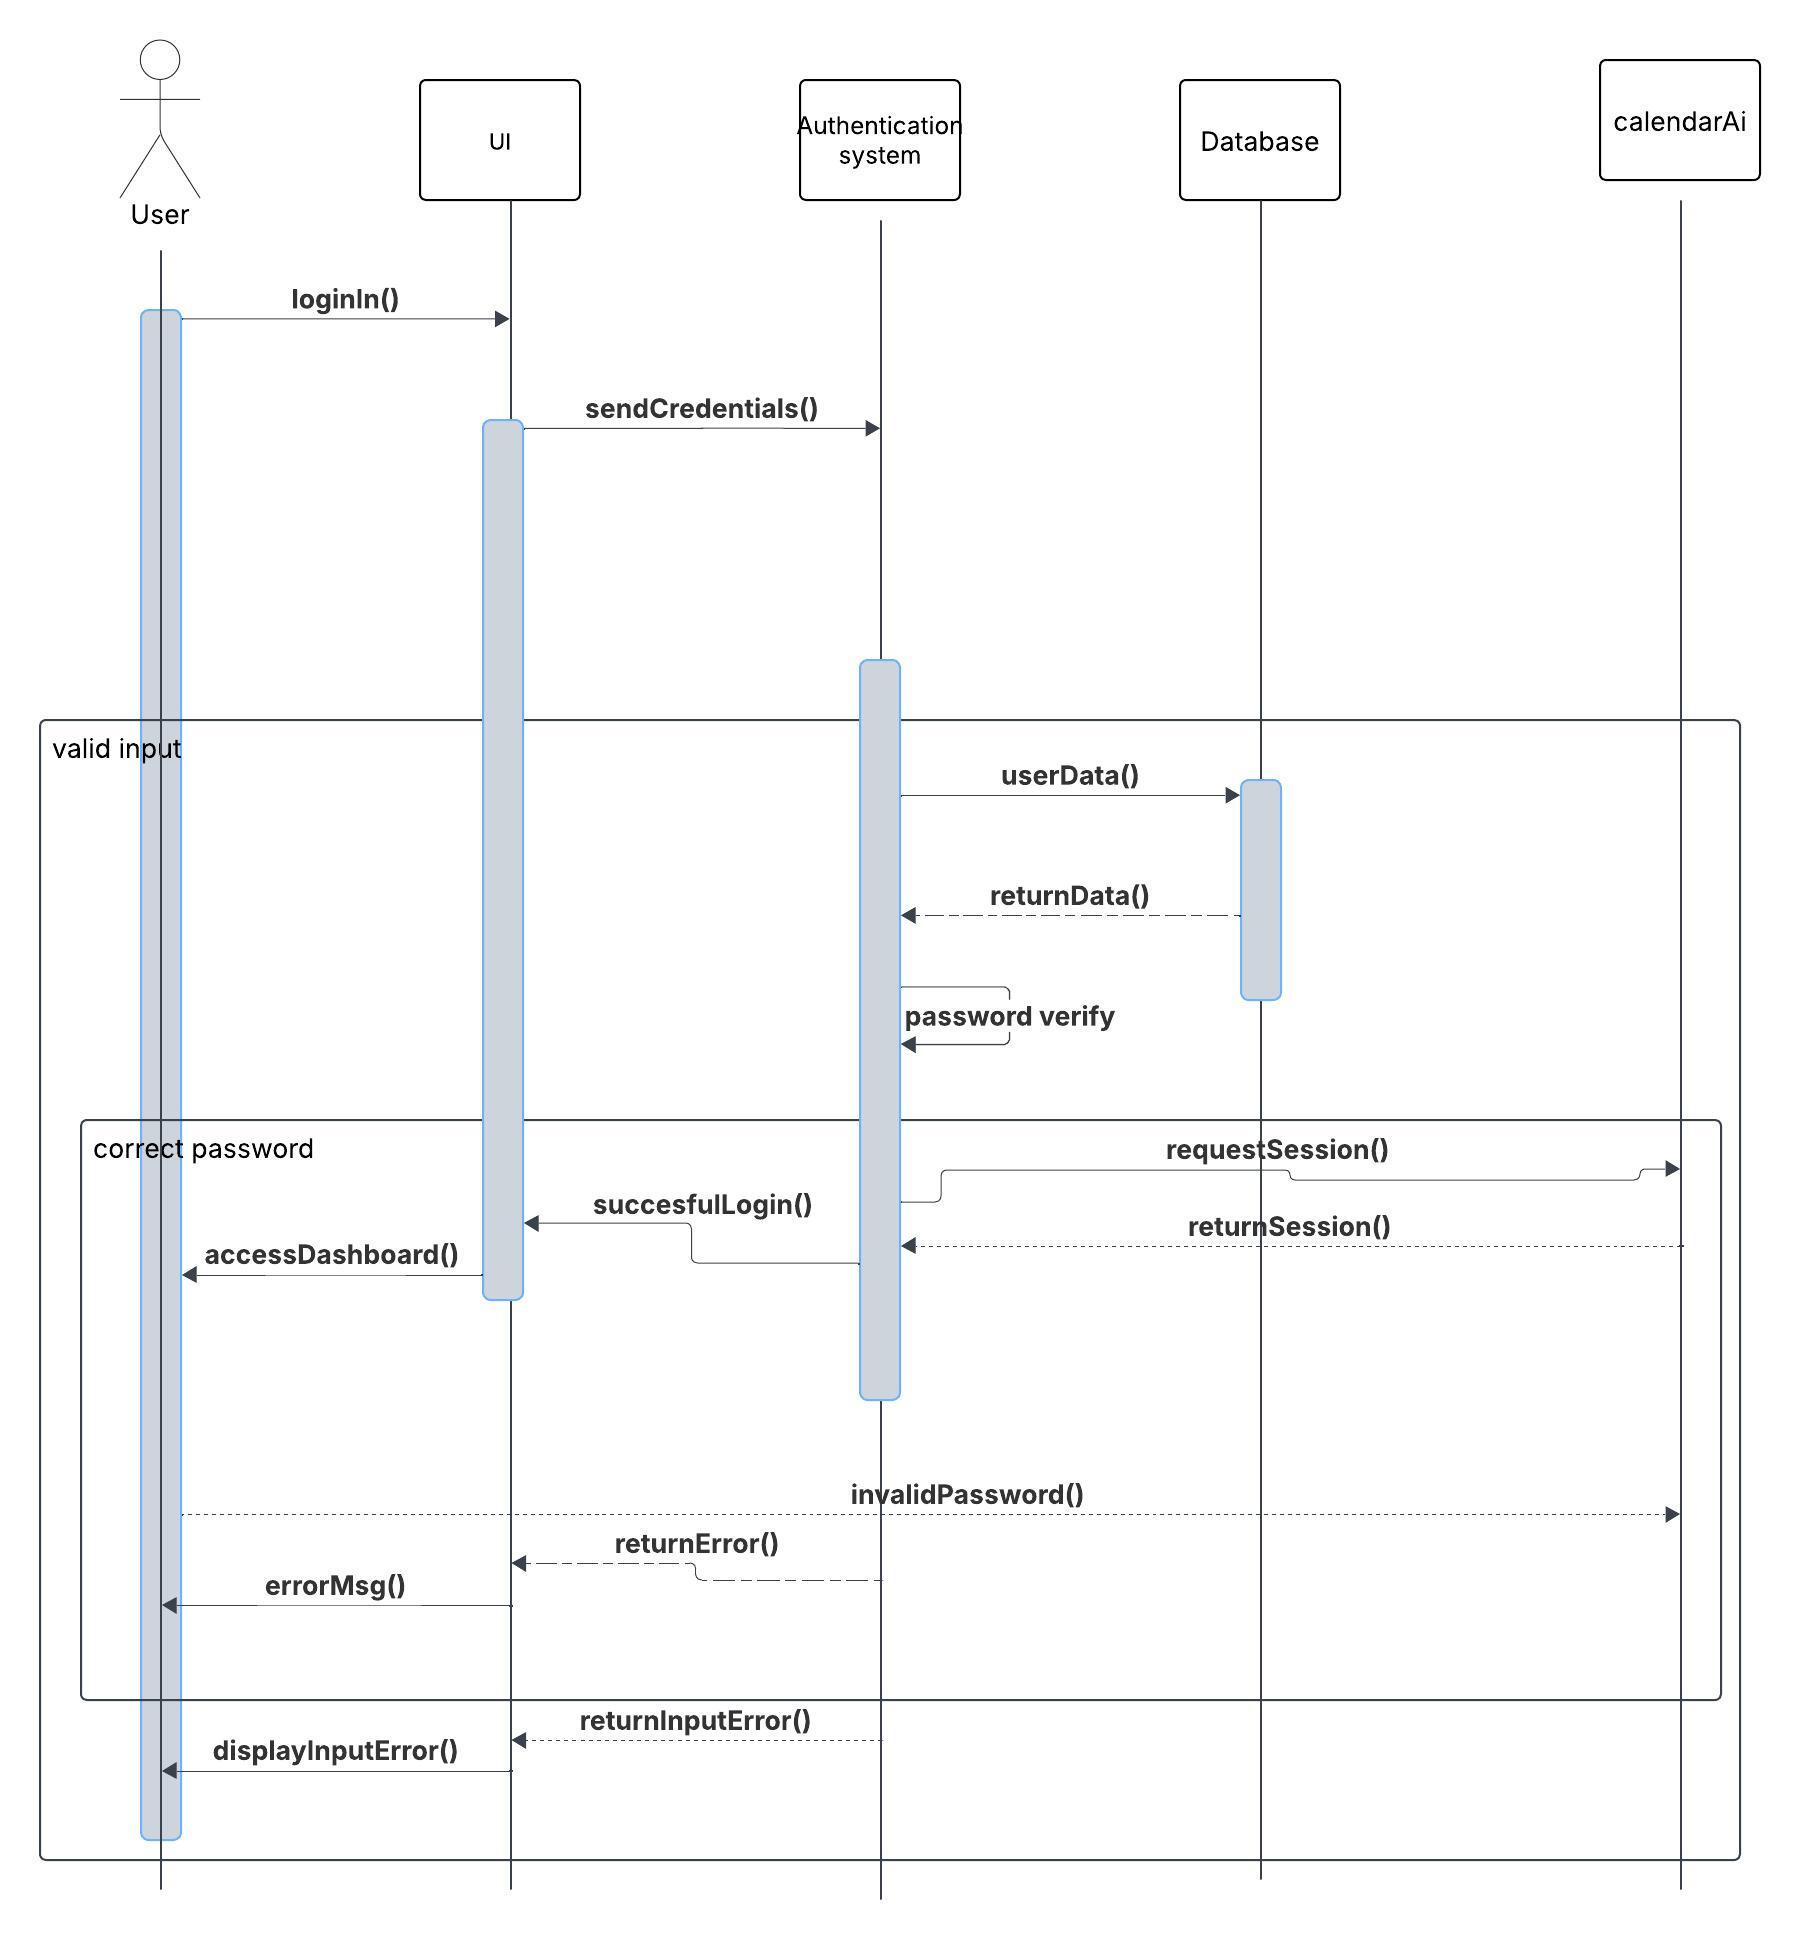 User
UI
Authentication
system
Database
calendarAi
loginIn()
sendCredentials()
valid input
userData()
returnData()
password verify
correct password
requestSession()
succesfulLogin()
returnSession()
accessDashboard()
invalidPassword()
returnError()
errorMsg()
returnInputError()
displayInputError()